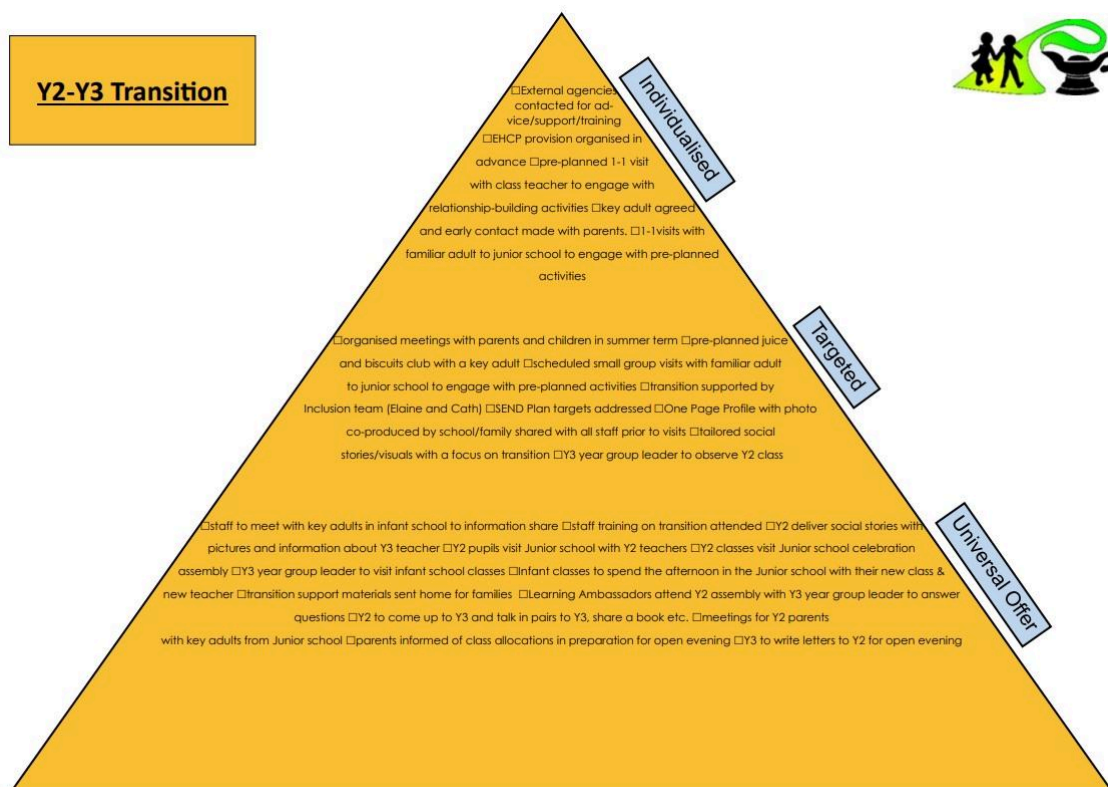 Y2-Y3 Transition
Individualised
☐External agencies
contacted for ad-
vice/support/training
☐EHCP provision organised in
advance ☐pre-planned 1-1 visit
with class teacher to engage with
relationship-building activities ☐key adult agreed
and early contact made with parents. ☐1-1visits with
familiar adult to junior school to engage with pre-planned
activities
Targeted
☐organised meetings with parents and children in summer term ☐pre-planned juice
and biscuits club with a key adult ☐scheduled small group visits with familiar adult
to junior school to engage with pre-planned activities ☐transition supported by
Inclusion team (Elaine and Cath) ☐SEND Plan targets addressed ☐One Page Profile with photo
co-produced by school/family shared with all staff prior to visits ☐tailored social
stories/visuals with a focus on transition ☐Y3 year group leader to observe Y2 class
Universal Offer
☐staff to meet with key adults in infant school to information share ☐staff training on transition attended ☐Y2 deliver social stories with
pictures and information about Y3 teacher ☐Y2 pupils visit Junior school with Y2 teachers ☐Y2 classes visit Junior school celebration
assembly ☐Y3 year group leader to visit infant school classes ☐Infant classes to spend the afternoon in the Junior school with their new class &
new teacher ☐transition support materials sent home for families ☐Learning Ambassadors attend Y2 assembly with Y3 year group leader to answer
questions ☐Y2 to come up to Y3 and talk in pairs to Y3, share a book etc. ☐meetings for Y2 parents
with key adults from Junior school ☐parents informed of class allocations in preparation for open evening ☐Y3 to write letters to Y2 for open evening